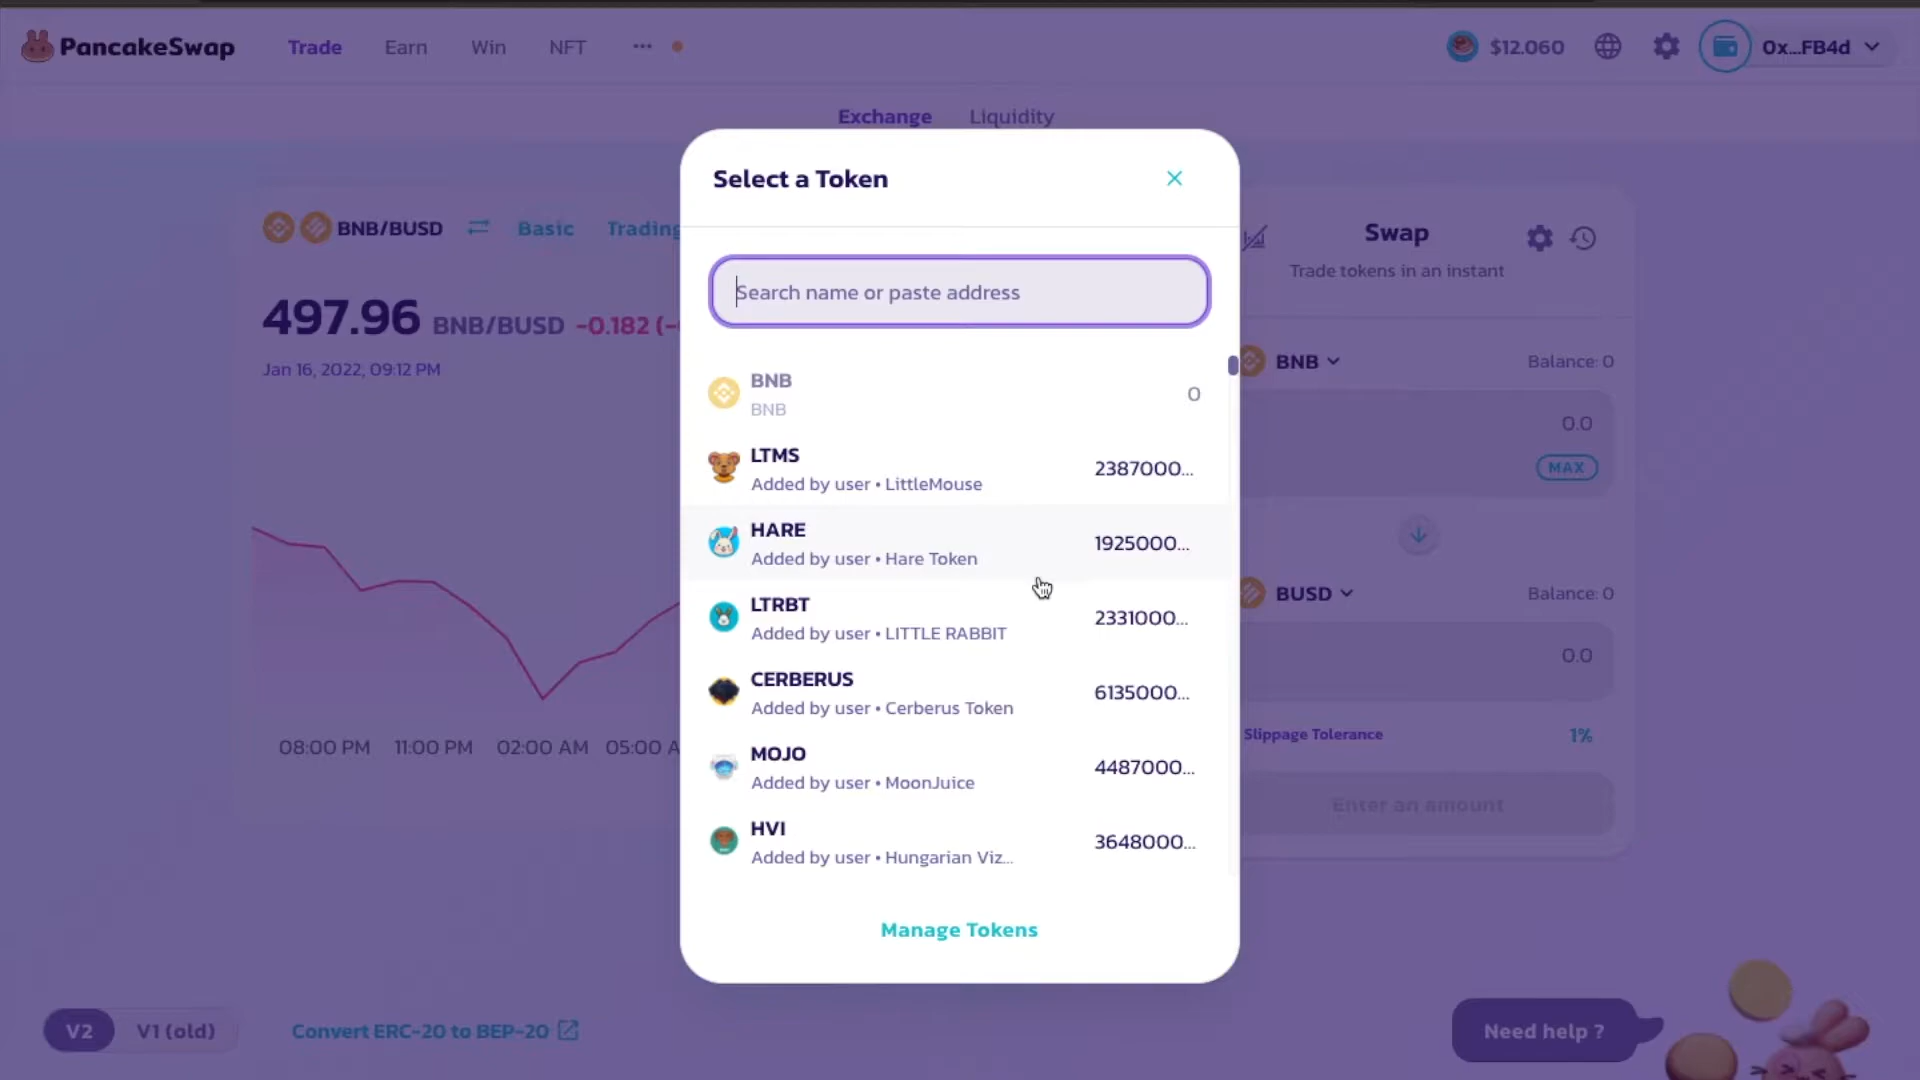 PancakeSwap
Trade
Earn
Win
NFT
$12.060
0x...FB4d
Exchange
Liquidity
BNB/BUSD
Basic
Trading
497.96 BNB/BUSD -0.182
Jan 16, 2022, 09:12 PM
08:00 PM
11:00 PM
02:00 AM
05:00 A
Select a Token
Search name or paste address
BNB
BNB
0
LTMS
Added by user • LittleMouse
2387000...
HARE
Added by user • Hare Token
1925000...
LTRBT
Added by user • LITTLE RABBIT
2331000...
CERBERUS
Added by user • Cerberus Token
6135000...
MOJO
Added by user • MoonJuice
4487000...
HVI
Added by user • Hungarian Viz...
3648000...
Manage Tokens
Swap
Trade tokens in an instant
BNB
Balance: 0
0.0
MAX
BUSD
Balance: 0
0.0
Slippage Tolerance
1%
Enter an amount
V2
V1 (old)
Convert ERC-20 to BEP-20
Need help ?